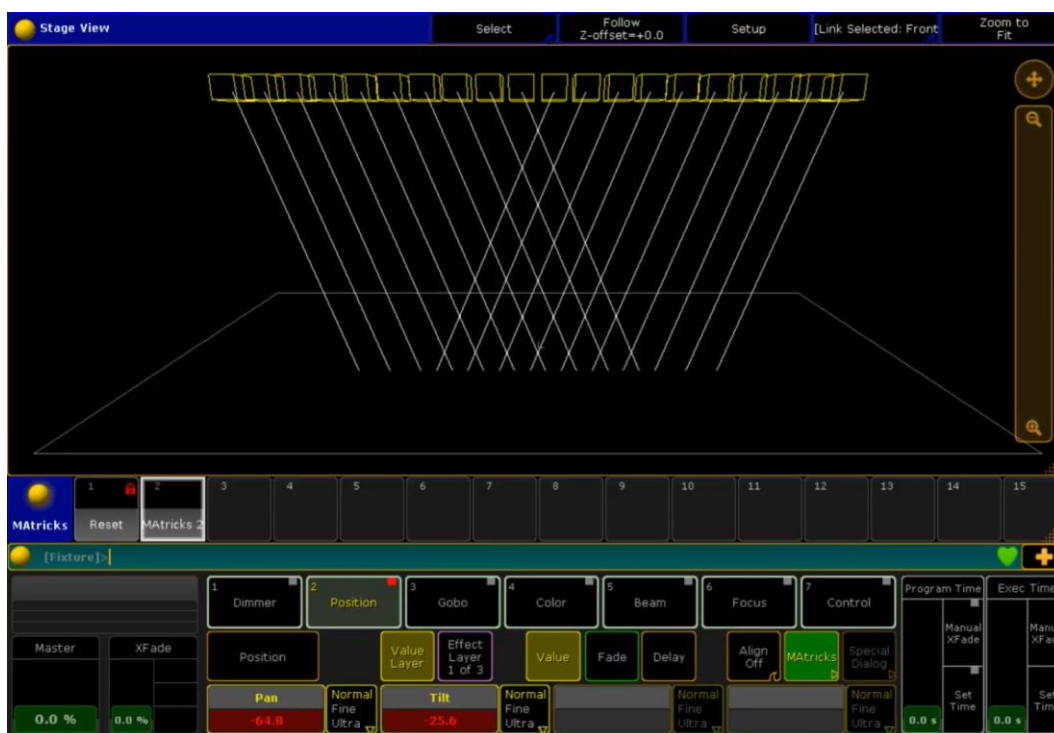 Stage View
Select
Follow
Z-offset=+0.0
Setup
[Link Selected: Front
Zoom to
Fit
MAtricks
1
Reset
2
MAtricks 2
3
4
5
6
7
8
9
10
11
12
13
14
15
[Fixture]>
1
Dimmer
2
Position
3
Gobo
4
Color
5
Beam
6
Focus
7
Control
Program Time
Exec Time
Manual
XFade
Manu
XFa
Master
XFade
Position
Value
Layer
Effect
Layer
1 of 3
Value
Fade
Delay
Align
Off
MAtricks
Special
Dialog
Pan
Normal
Fine
Ultra
Tilt
Normal
Fine
Ultra
Normal
Fine
Ultra
Normal
Fine
Ultra
Set
Time
Set
Tim
0.0 %
0.0 %
-64.8
-25.6
0.0 s
0.0 s